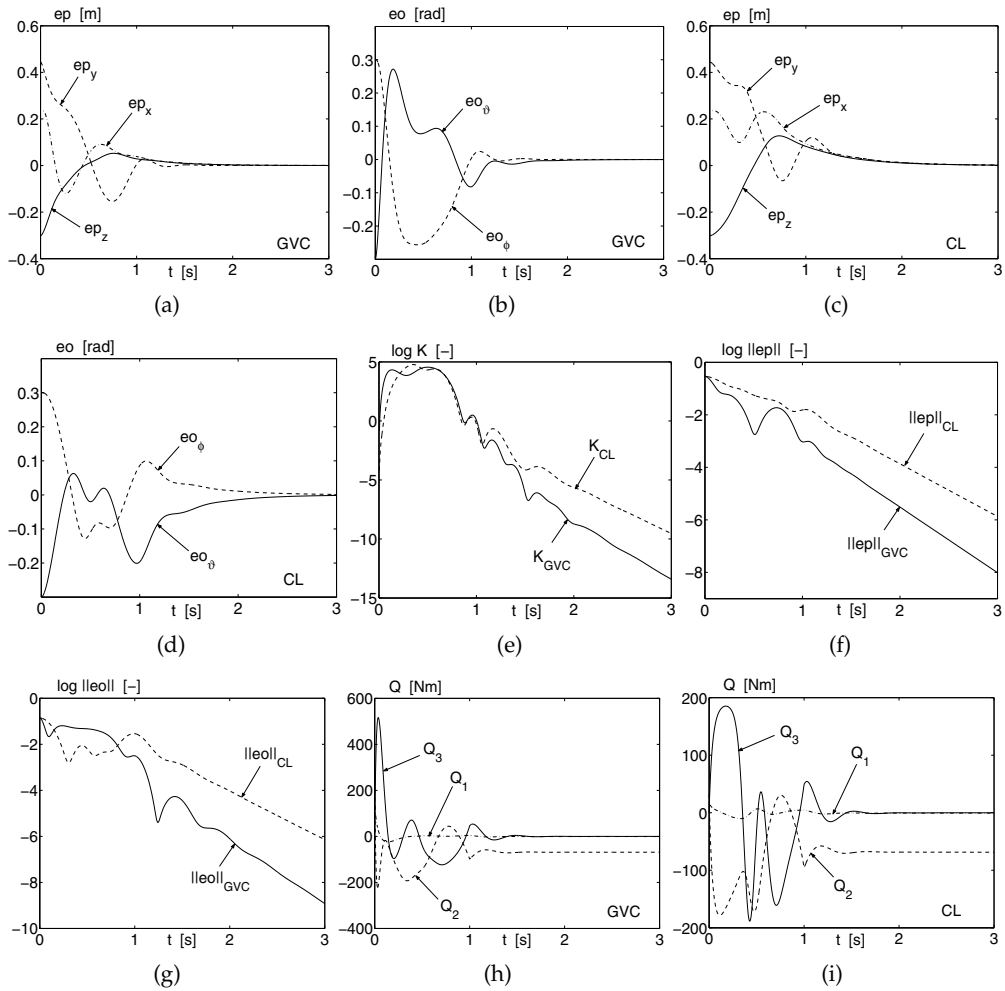 ep [m]
0.6
0.4
0.2
0
−0.2
0.4
0
1
2
3
t [s]
ep_y
ep_x
ep_z
GVC
(a)
eo [rad]
0.3
0.2
0.1
0
−0.1
−0.2
0
1
2
3
t [s]
eo_ϑ
eo_ϕ
GVC
(b)
ep [m]
0.6
0.4
0.2
0
−0.2
0.4
0
1
2
3
t [s]
ep_y
ep_x
ep_z
CL
(c)
eo [rad]
0.3
0.2
0.1
0
−0.1
−0.2
0
1
2
3
t [s]
eo_ϕ
eo_ϑ
CL
(d)
log K [−]
5
0
−5
−10
−15
0
1
2
3
t [s]
K_CL
K_GVC
(e)
log ||ep|| [−]
0
−2
−4
−6
−8
0
1
2
3
t [s]
||ep||_CL
||ep||_GVC
(f)
log ||eo|| [−]
0
−2
−4
−6
−8
−10
0
1
2
3
t [s]
||eo||_CL
||eo||_GVC
(g)
Q [Nm]
600
400
200
0
−200
−400
0
1
2
3
t [s]
Q_3
Q_1
Q_2
GVC
(h)
Q [Nm]
200
100
0
−100
−200
0
1
2
3
t [s]
Q_3
Q_1
Q_2
CL
(i)